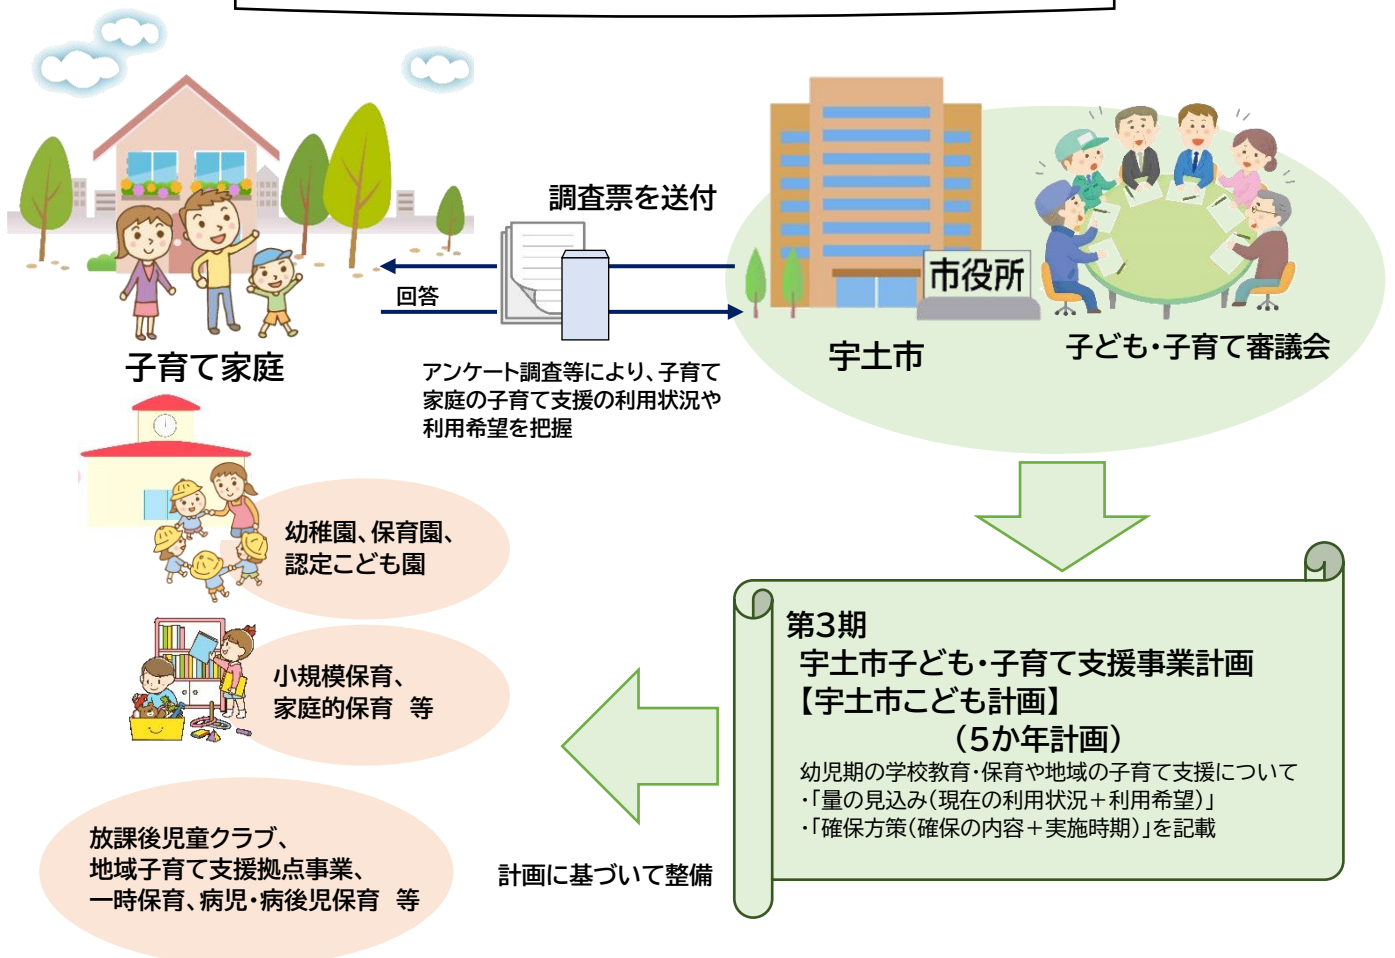 調査票を送付
回答
市役所
子育て家庭
アンケート調査等により、子育て
家庭の子育て支援の利用状況や
利用希望を把握
宇土市
子ども・子育て審議会
幼稚園、保育園、
認定こども園
小規模保育、
家庭的保育 等
放課後児童クラブ、
地域子育て支援拠点事業、
一時保育、病児・病後児保育 等
計画に基づいて整備
第3期
宇土市子ども・子育て支援事業計画
【宇土市こども計画】
(5か年計画)
幼児期の学校教育・保育や地域の子育て支援について
・「量の見込み(現在の利用状況+利用希望)」
・「確保方策(確保の内容+実施時期)」を記載